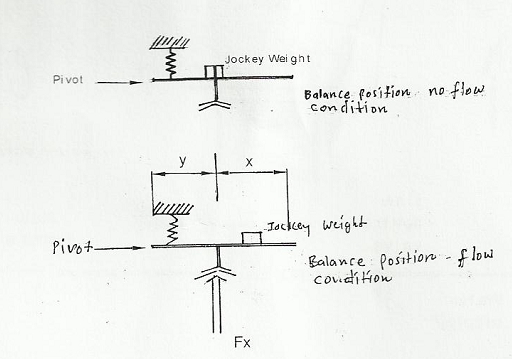 Jockey Weight
Pivot
Balance position no flow
condition
y
x
Jockey Weight
Pivot
Balance position - flow
condition
Fx